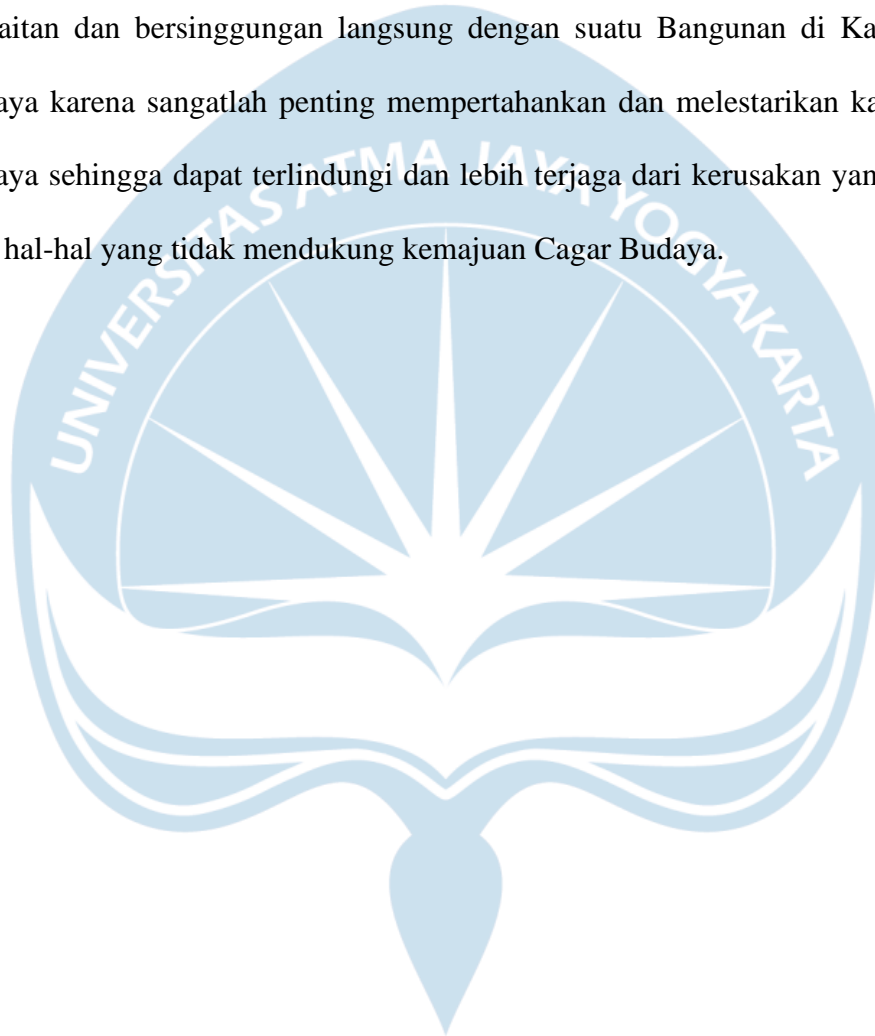 aitan dan bersinggungan langsung dengan suatu Bangunan di Ka
aya karena sangatlah penting mempertahankan dan melestarikan ka
aya sehingga dapat terlindungi dan lebih terjaga dari kerusakan yan
hal-hal yang tidak mendukung kemajuan Cagar Budaya.
UNIVERSITAS ATMA JAYA YOGYAKARTA